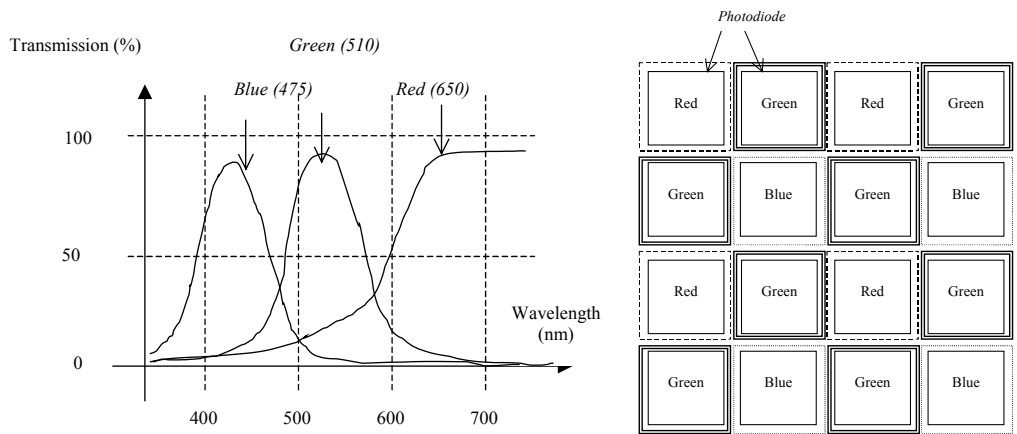 Transmission (%)
Green (510)
Blue (475)
Red (650)
100
50
0
Wavelength
(nm)
400
500
600
700
Photodiode
Red
Green
Red
Green
Green
Blue
Green
Blue
Red
Green
Red
Green
Green
Blue
Green
Blue